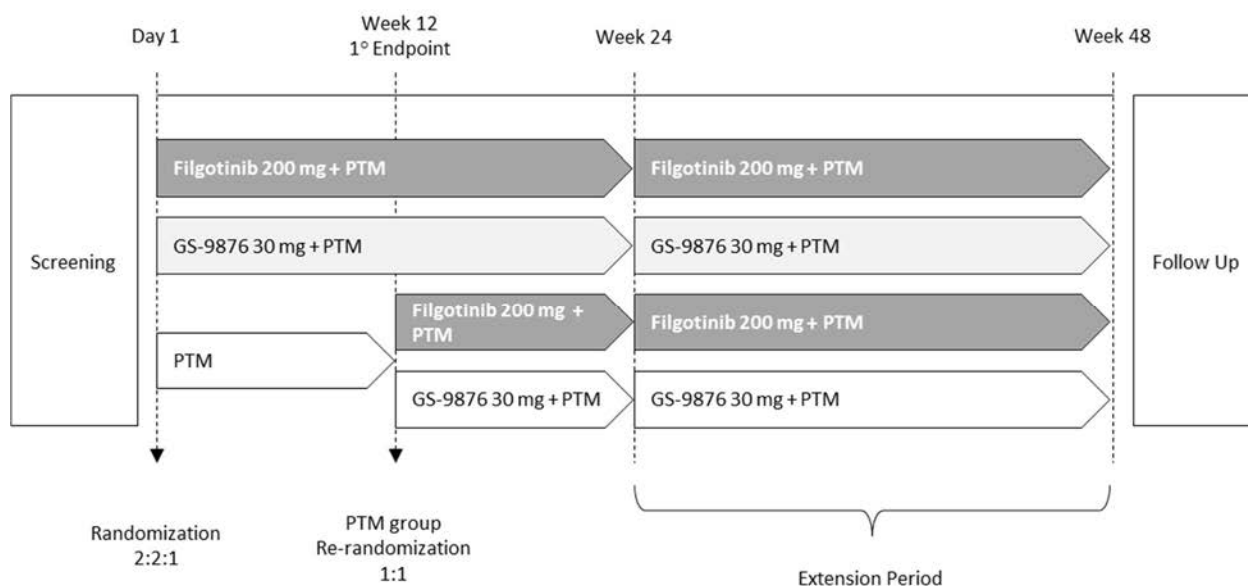 Day 1
Week 12
1° Endpoint
Week 24
Week 48
Screening
Filgotinib 200 mg + PTM
Filgotinib 200 mg + PTM
GS-9876 30 mg + PTM
GS-9876 30 mg + PTM
Filgotinib 200 mg +
PTM
Filgotinib 200 mg + PTM
PTM
GS-9876 30 mg + PTM
GS-9876 30 mg + PTM
Follow Up
Randomization
2:2:1
PTM group
Re-randomization
1:1
Extension Period